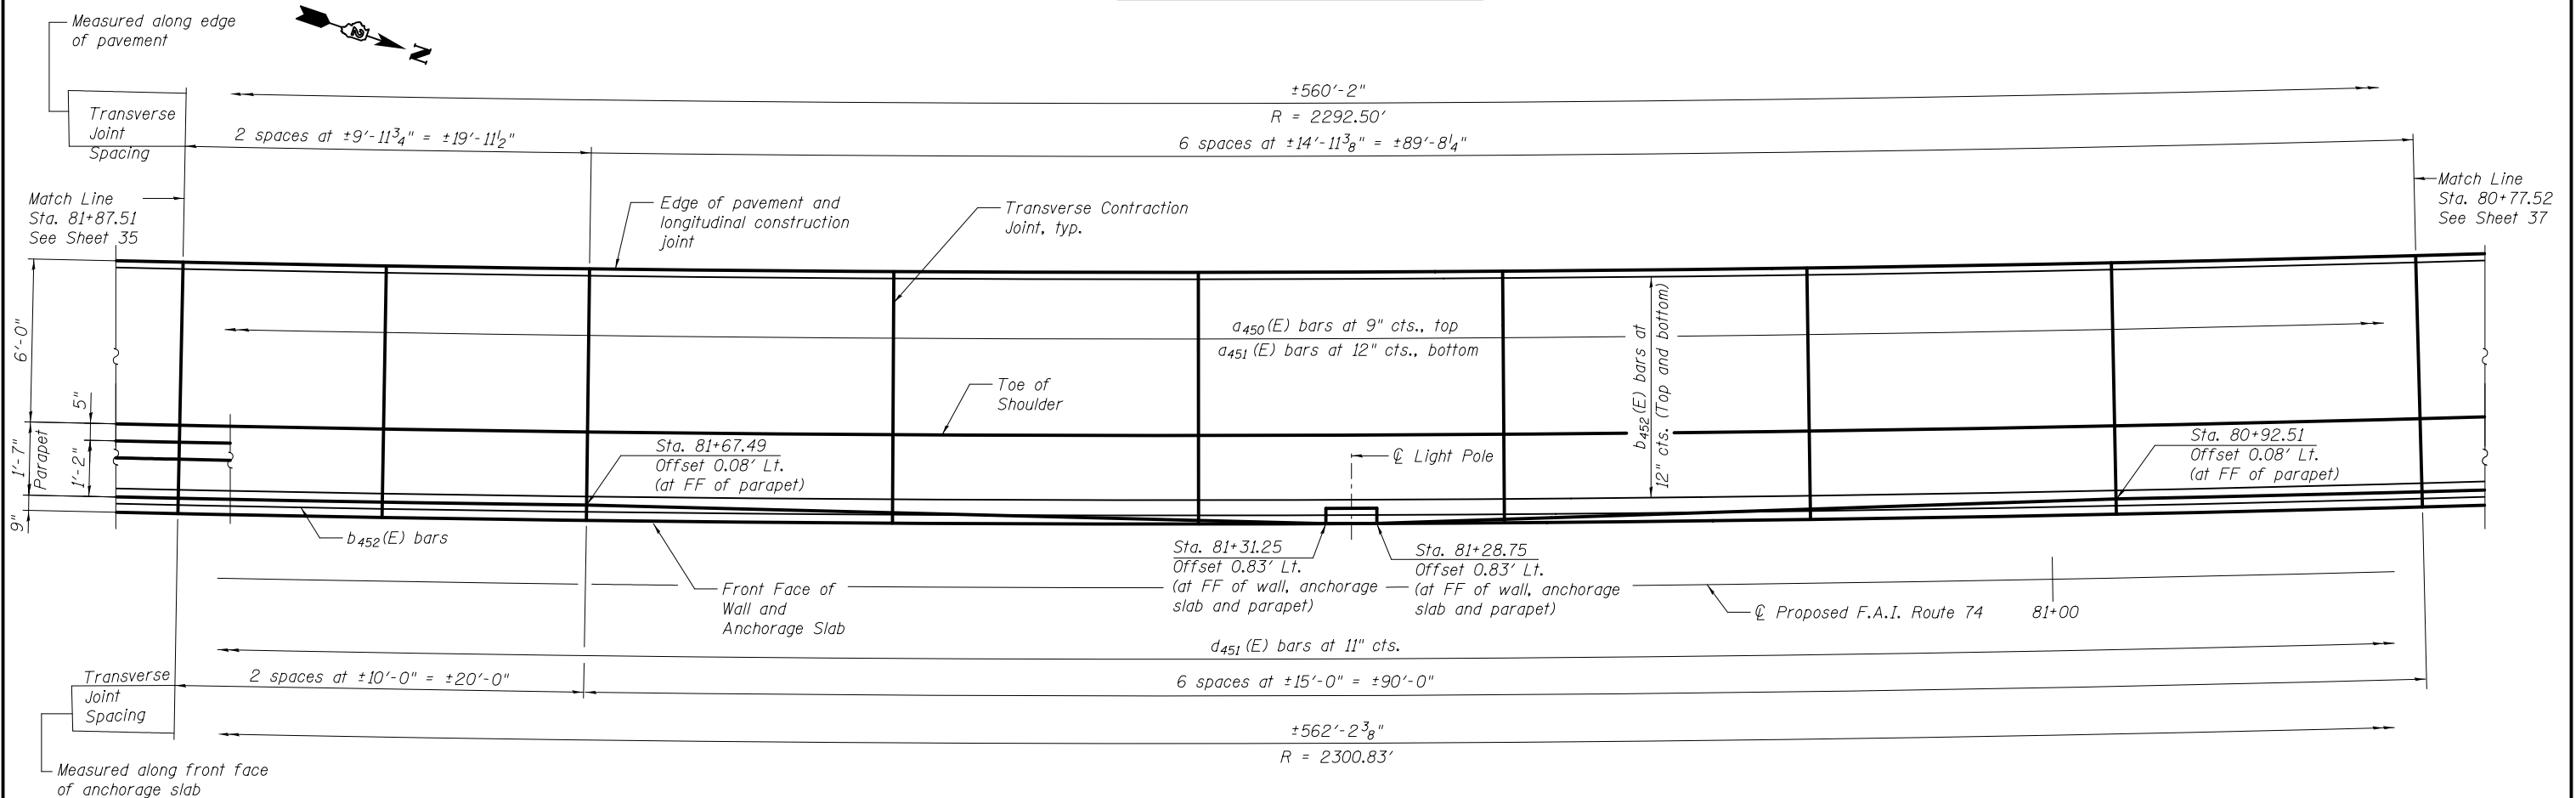 Measured along edge
of pavement
N
±560'-2"
R = 2292.50'
Transverse
Joint
Spacing
2 spaces at ±9'-11¾" = ±19'-11½"
6 spaces at ±14'-11⅜" = ±89'-8¼"
Match Line
Sta. 81+87.51
See Sheet 35
Edge of pavement and
longitudinal construction
joint
Transverse Contraction
Joint, typ.
Match Line
Sta. 80+77.52
See Sheet 37
6'-0"
5"
1'-7"
Parapet
1'-2"
9"
a450(E) bars at 9" cts., top
a451(E) bars at 12" cts., bottom
b452(E) bars at
12" cts. (Top and bottom)
Toe of
Shoulder
Sta. 81+67.49
Offset 0.08' Lt.
(at FF of parapet)
℄ Light Pole
Sta. 80+92.51
Offset 0.08' Lt.
(at FF of parapet)
b452(E) bars
Sta. 81+31.25
Offset 0.83' Lt.
(at FF of wall, anchorage
slab and parapet)
Sta. 81+28.75
Offset 0.83' Lt.
(at FF of wall, anchorage
slab and parapet)
Front Face of
Wall and
Anchorage Slab
℄ Proposed F.A.I. Route 74
81+00
d451(E) bars at 11" cts.
Transverse
Joint
Spacing
2 spaces at ±10'-0" = ±20'-0"
6 spaces at ±15'-0" = ±90'-0"
±562'-2⅜"
R = 2300.83'
Measured along front face
of anchorage slab